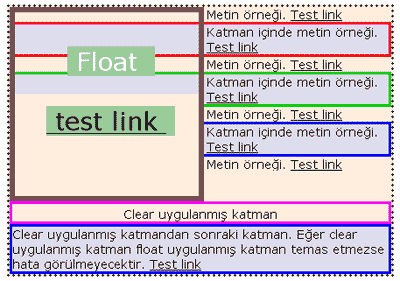 Float
test link
Metin örneği. Test link
Katman içinde metin örneği.
Test link
Metin örneği. Test link
Katman içinde metin örneği.
Test link
Metin örneği. Test link
Katman içinde metin örneği.
Test link
Metin örneği. Test link
Clear uygulanmış katman
Clear uygulanmış katmandan sonraki katman. Eğer clear
uygulanmış katman float uygulanmış katman temas etmezse
hata görülmeyecektir. Test link